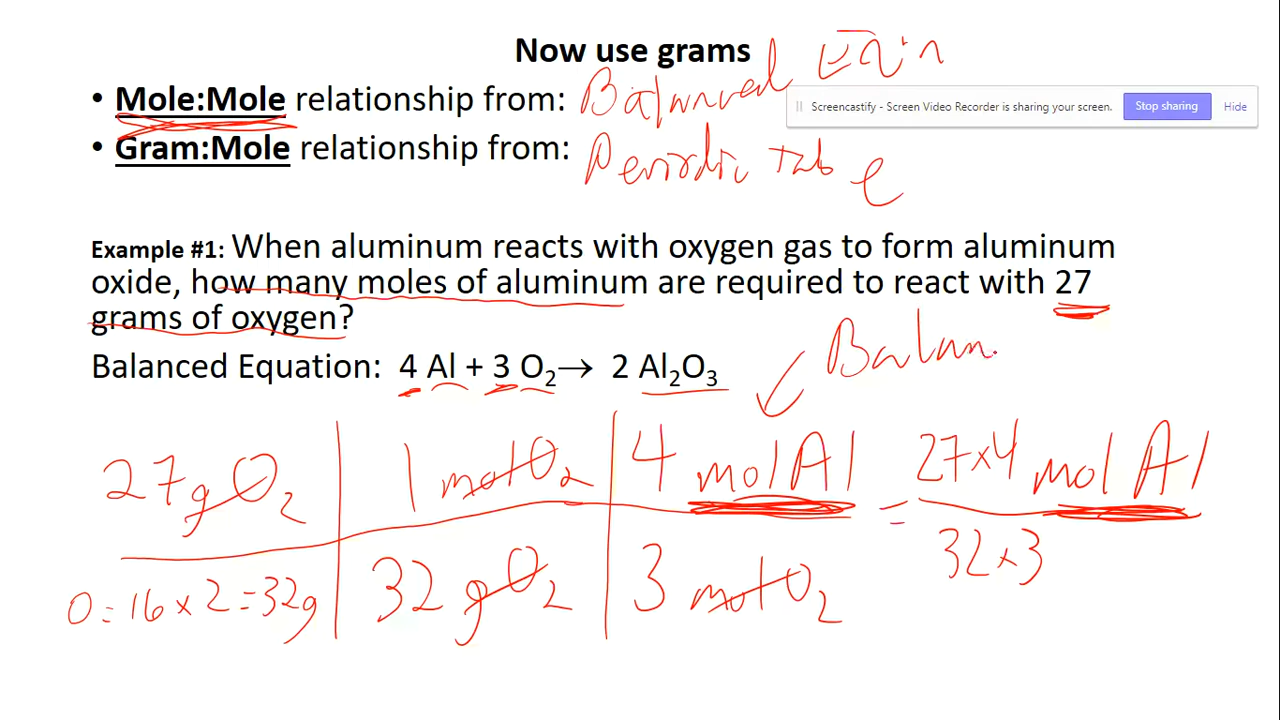 Now use grams
• Mole:Mole relationship from: Balanced Eq'n
Screencastify - Screen Video Recorder is sharing your screen. Stop sharing Hide
• Gram:Mole relationship from: Periodic table
Example #1: When aluminum reacts with oxygen gas to form aluminum
oxide, how many moles of aluminum are required to react with 27
grams of oxygen?
Balan
Balanced Equation: 4 Al + 3 O₂→ 2 Al₂O₃
27g O₂ 1 mol O₂ 4 mol Al = 27×4 mol Al
O = 16 × 2 = 32g 32 g O₂ 3 mol O₂ 32×3